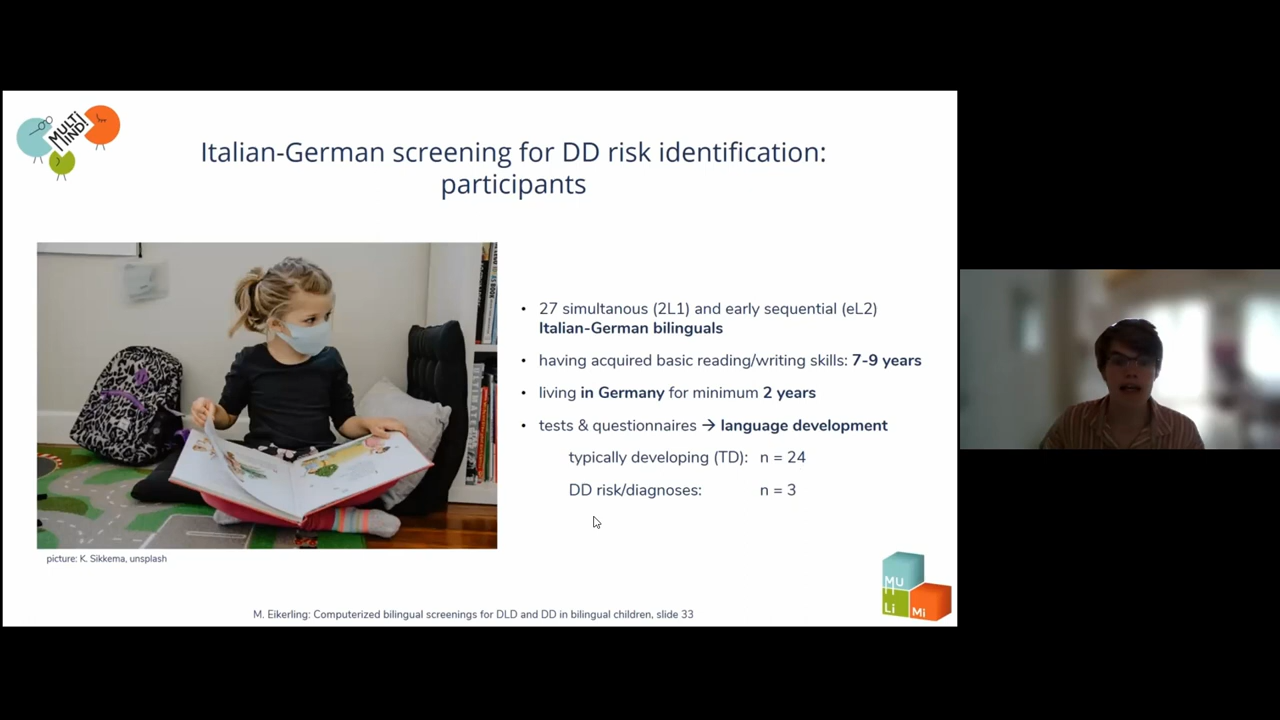 MULTI
MIND!
Italian-German screening for DD risk identification:
participants
• 27 simultanous (2L1) and early sequential (eL2)
Italian-German bilinguals
• having acquired basic reading/writing skills: 7-9 years
• living in Germany for minimum 2 years
• tests & questionnaires → language development
typically developing (TD): n = 24
DD risk/diagnoses: n = 3
picture: K. Sikkema, unsplash
MU
Li Mi
M. Eikerling: Computerized bilingual screenings for DLD and DD in bilingual children, slide 33